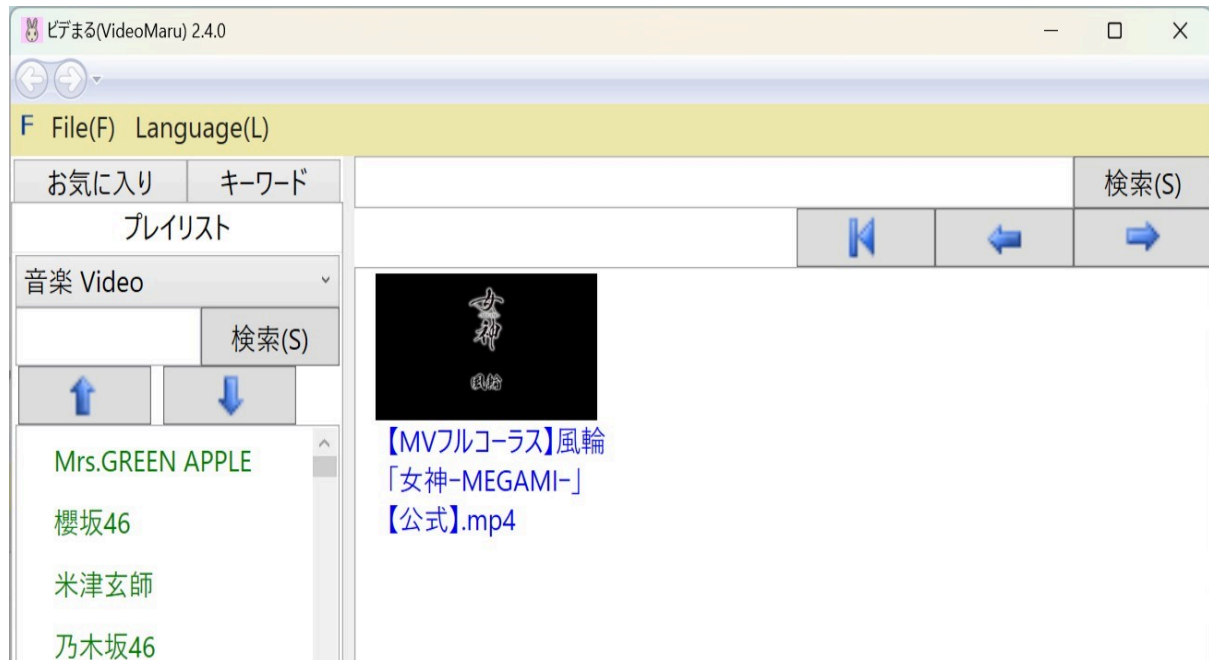 ビデまる(VideoMaru) 2.4.0
F File(F) Language(L)
お気に入り キーワード
検索(S)
プレイリスト
音楽 Video
検索(S)
女神
風輪
【MVフルコーラス】風輪
「女神-MEGAMI-」
【公式】.mp4
Mrs.GREEN APPLE
櫻坂46
米津玄師
乃木坂46